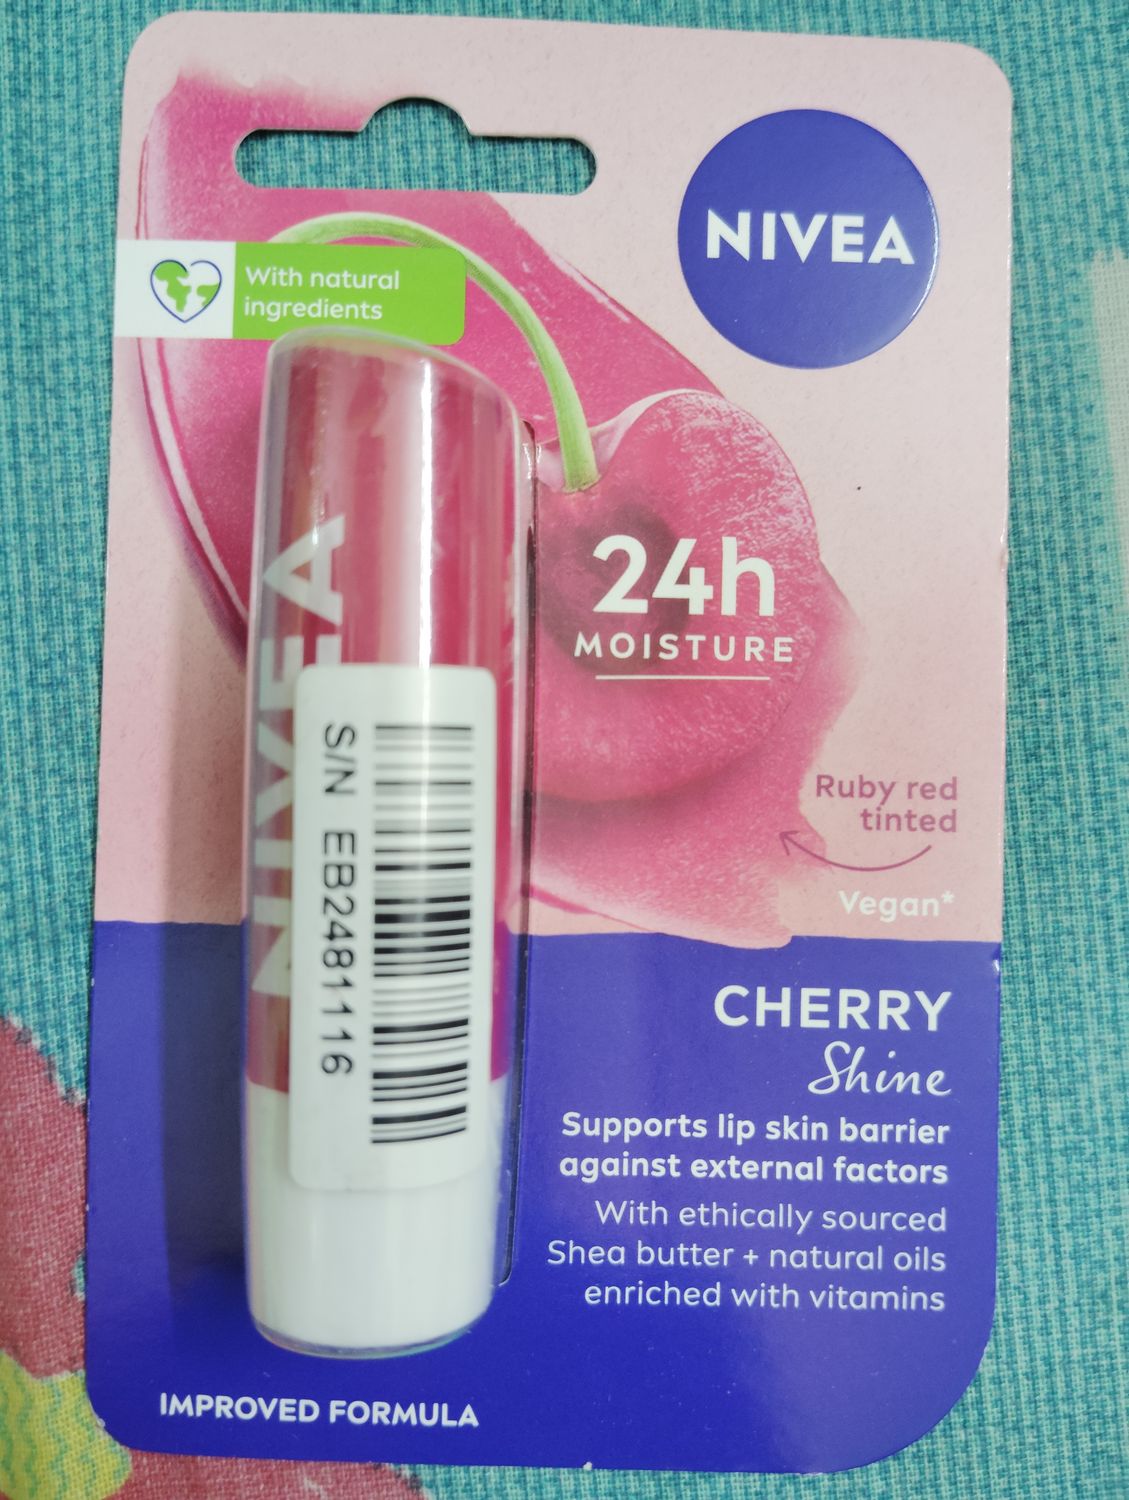 NIVEA
With natural
ingredients
24h
MOISTURE
NIVEA
S/N EB2481116
Ruby red
tinted
Vegan*
CHERRY
Shine
Supports lip skin barrier
against external factors
With ethically sourced
Shea butter + natural oils
enriched with vitamins
IMPROVED FORMULA